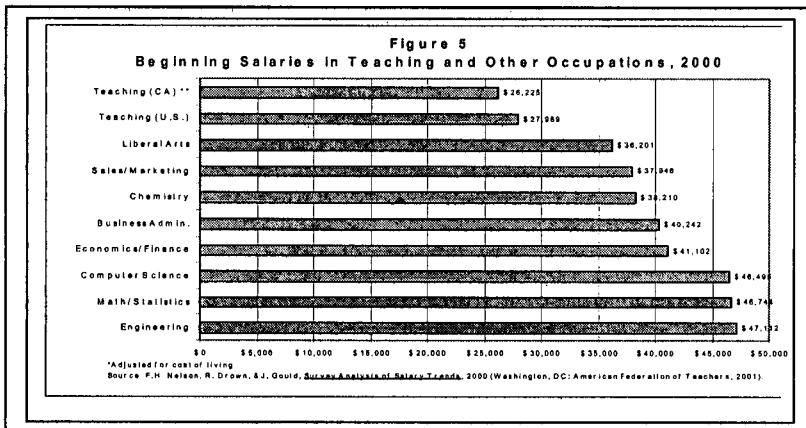 Figure 5
Beginning Salaries in Teaching and Other Occupations, 2000
Teaching (CA) ** $26,225
Teaching (U.S.) $27,989
Liberal Arts $36,201
Sales/Marketing $37,946
Chemistry $38,210
Business Admin. $40,242
Economics/Finance $41,102
Computer Science $46,495
Math/Statistics $46,744
Engineering
$0 $5,000 $10,000 $15,000 $20,000 $25,000 $30,000 $35,000 $40,000 $45,000 $50,000
*Adjusted for cost of living
Source: F.H. Nelson, R. Drown, & J. Gould, Survey Analysis of Salary Trends, 2000 (Washington, DC: American Federation of Teachers, 2001).